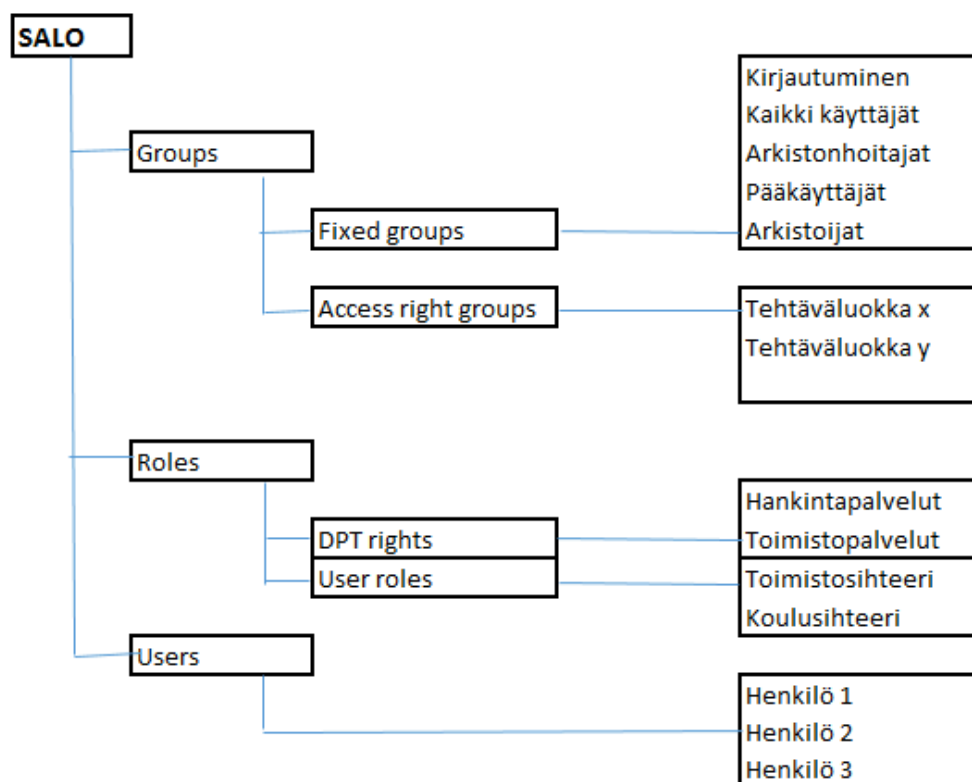 SALO
Kirjautuminen
Kaikki käyttäjät
Groups
Arkistonhoitajat
Pääkäyttäjät
Fixed groups
Arkistoijat
Access right groups
Tehtäväluokka x
Tehtäväluokka y
Roles
Hankintapalvelut
DPT rights
Toimistopalvelut
User roles
Toimistosihteeri
Koulusihteeri
Users
Henkilö 1
Henkilö 2
Henkilö 3